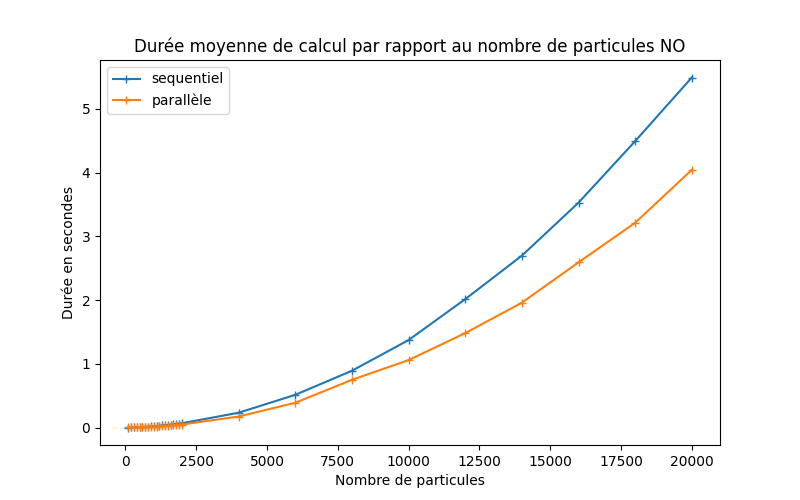 Durée moyenne de calcul par rapport au nombre de particules NO
sequentiel
parallèle
Durée en secondes
5
4
3
2
1
0
0 2500 5000 7500 10000 12500 15000 17500 20000
Nombre de particules